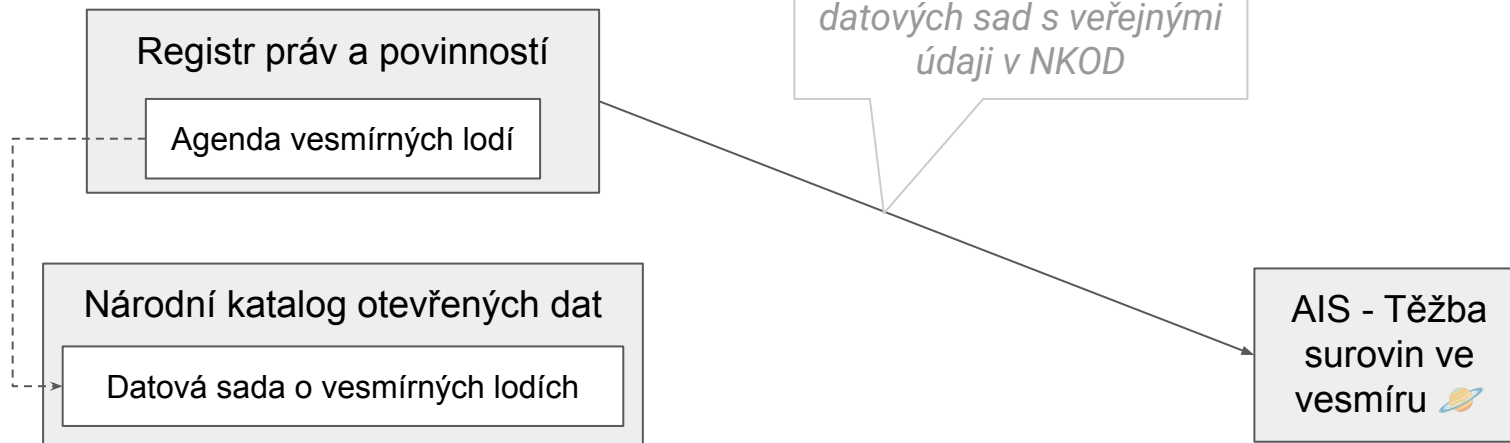 datových sad s veřejnými
údaji v NKOD
Registr práv a povinností
Agenda vesmírných lodí
Národní katalog otevřených dat
Datová sada o vesmírných lodích
AIS - Těžba
surovin ve
vesmíru 🪐